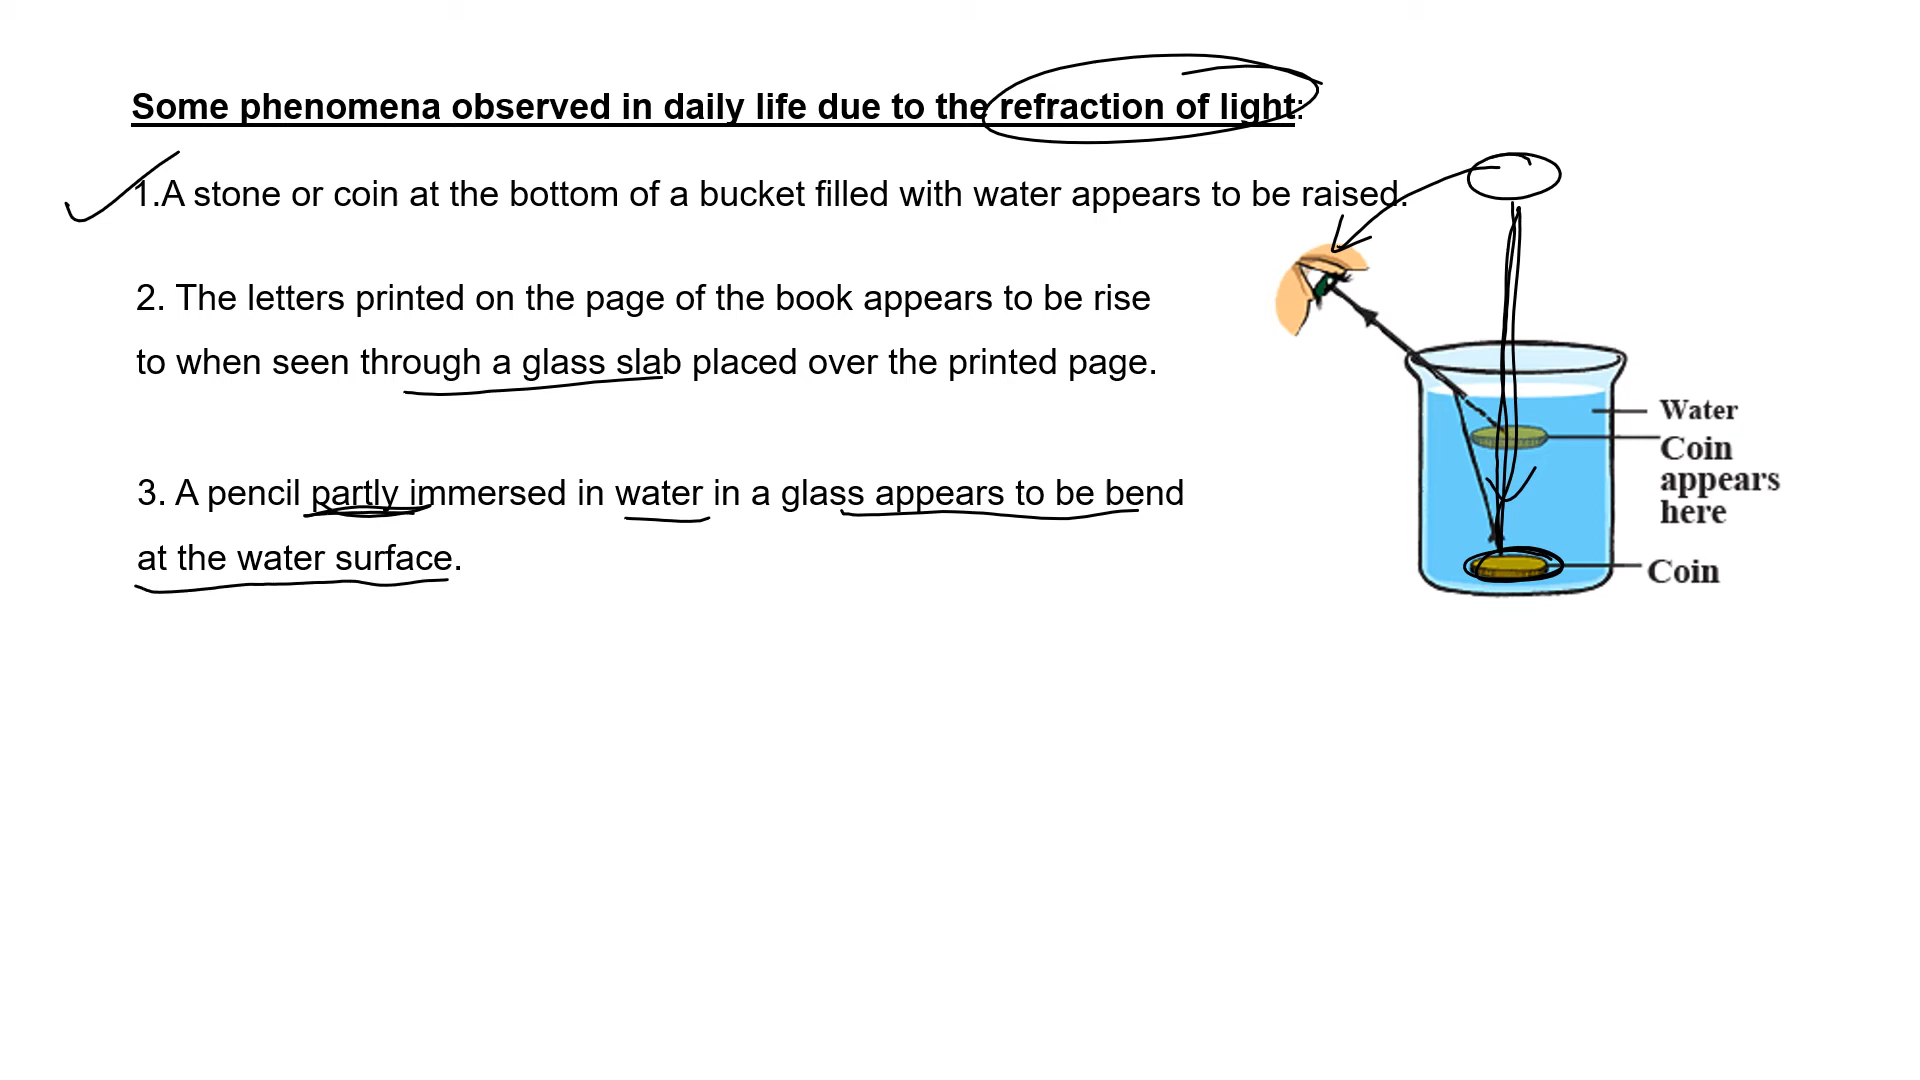 Some phenomena observed in daily life due to the refraction of light:
1.A stone or coin at the bottom of a bucket filled with water appears to be raised.
2. The letters printed on the page of the book appears to be rise
to when seen through a glass slab placed over the printed page.
3. A pencil partly immersed in water in a glass appears to be bend
at the water surface.
Water
Coin
appears
here
Coin